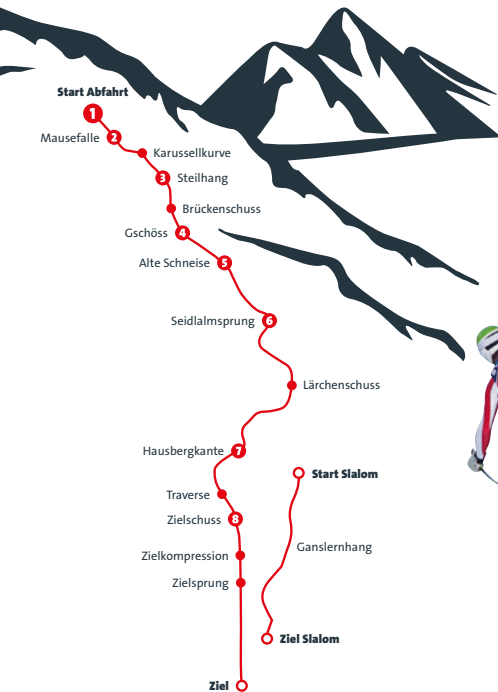 Start Abfahrt
1
Mausefalle 2
Karussellkurve
3 Steilhang
Brückenschuss
Gschöss 4
Alte Schneise 5
Seidlalmsprung 6
Lärchenschuss
Hausbergkante 7
Start Slalom
Traverse
Zielschuss 8
Ganslernhang
Zielkompression
Zielsprung
Ziel Slalom
Ziel